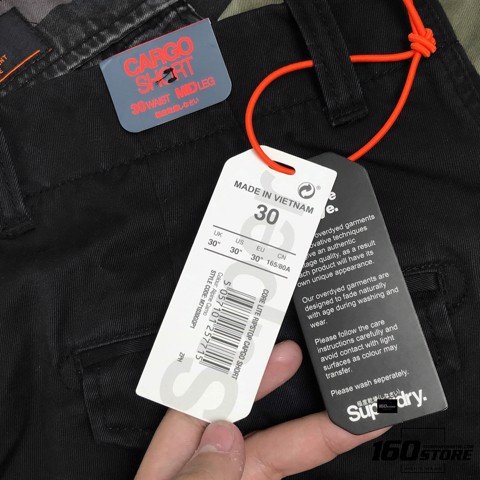 CARGO
SHORT
30 WAIST MID LEG
MADE IN VIETNAM
30
UK US EU CN
30" 30" 30" 165/80A
CORE LITE RIPSTOP CARGO SHORT
5 057101 257715
overdyed garments
innovative techniques
have an authentic
vintage quality, as a result
each product will have its
own unique appearance.
Our overdyed garments are
designed to fade naturally
with age during washing and
wear.
Please follow the care
instructions carefully and
avoid contact with light
surfaces as colour may
transfer.
Please wash seperately.
Superdry.
160STORE